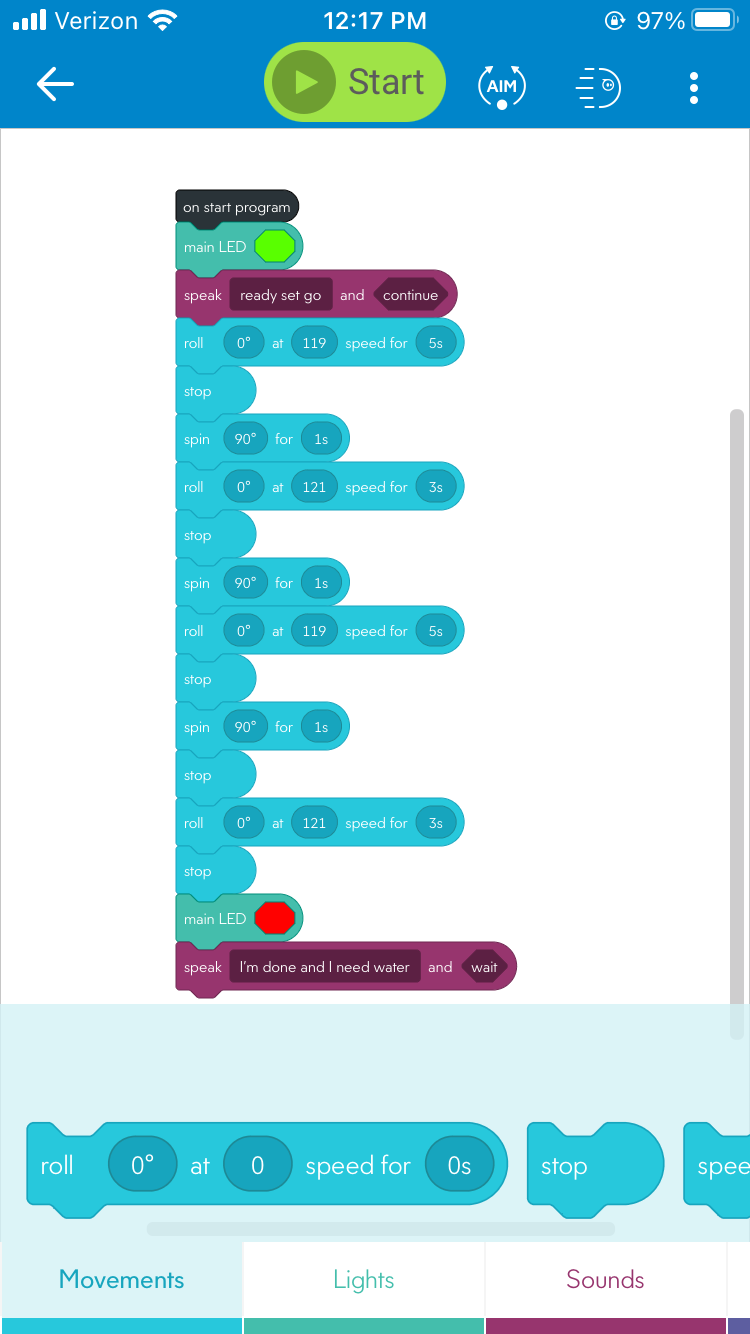 Verizon 12:17 PM 97%
Start AIM
on start program
main LED
speak ready set go and continue
roll 0° at 119 speed for 5s
stop
spin 90° for 1s
roll 0° at 121 speed for 3s
stop
spin 90° for 1s
roll 0° at 119 speed for 5s
stop
spin 90° for 1s
stop
roll 0° at 121 speed for 3s
stop
main LED
speak I'm done and I need water and wait
roll 0° at 0 speed for 0s stop spee
Movements Lights Sounds